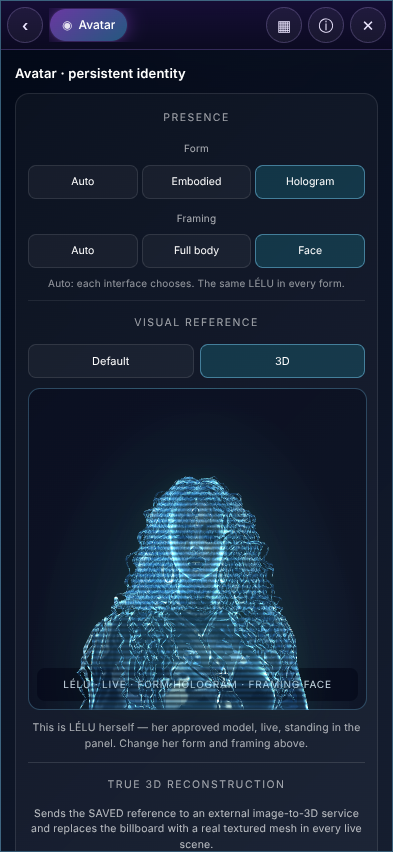 Avatar
Avatar · persistent identity
PRESENCE
Form
Auto
Embodied
Hologram
Framing
Auto
Full body
Face
Auto: each interface chooses. The same LÉLU in every form.
VISUAL REFERENCE
Default
3D
LÉLU · LIVE · FORM HOLOGRAM · FRAMING FACE
This is LÉLU herself — her approved model, live, standing in the
panel. Change her form and framing above.
TRUE 3D RECONSTRUCTION
Sends the SAVED reference to an external image-to-3D service
and replaces the billboard with a real textured mesh in every live
scene.